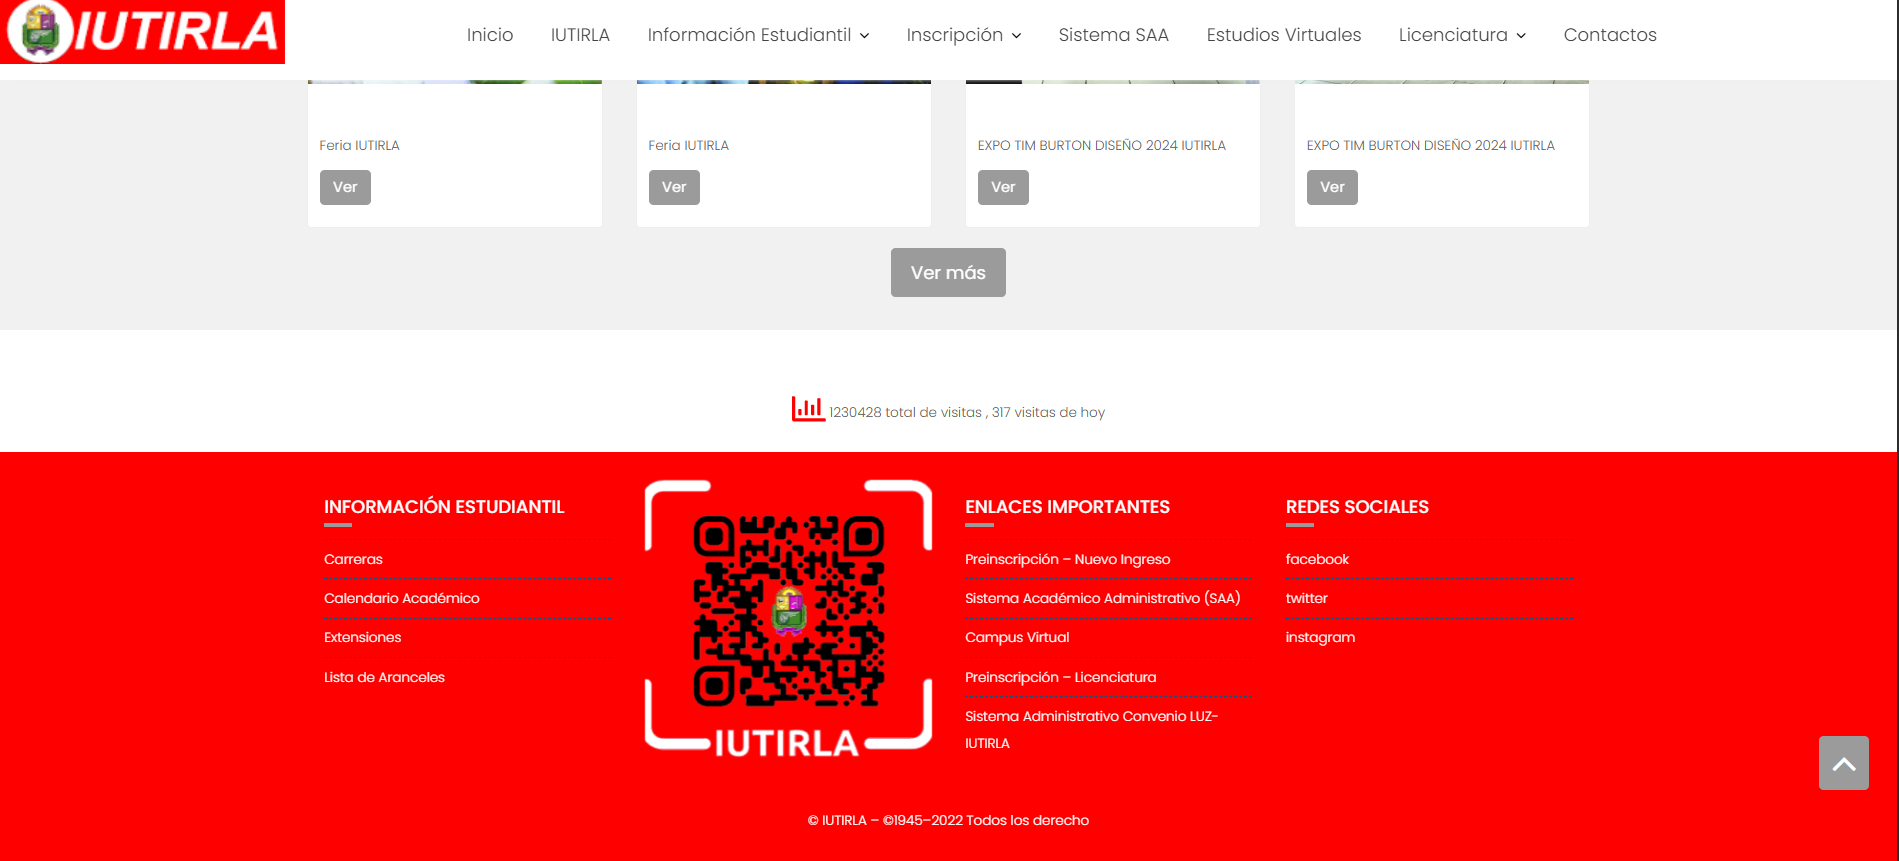 IUTIRLA
Inicio
IUTIRLA
Información Estudiantil
Inscripción
Sistema SAA
Estudios Virtuales
Licenciatura
Contactos
Feria IUTIRLA
Ver
Feria IUTIRLA
Ver
EXPO TIM BURTON DISEÑO 2024 IUTIRLA
Ver
EXPO TIM BURTON DISEÑO 2024 IUTIRLA
Ver
Ver más
1230428 total de visitas , 317 visitas de hoy
INFORMACIÓN ESTUDIANTIL
Carreras
Calendario Académico
Extensiones
Lista de Aranceles
IUTIRLA
ENLACES IMPORTANTES
Preinscripción – Nuevo Ingreso
Sistema Académico Administrativo (SAA)
Campus Virtual
Preinscripción – Licenciatura
Sistema Administrativo Convenio LUZ-
IUTIRLA
REDES SOCIALES
facebook
twitter
instagram
© IUTIRLA – ©1945–2022 Todos los derecho